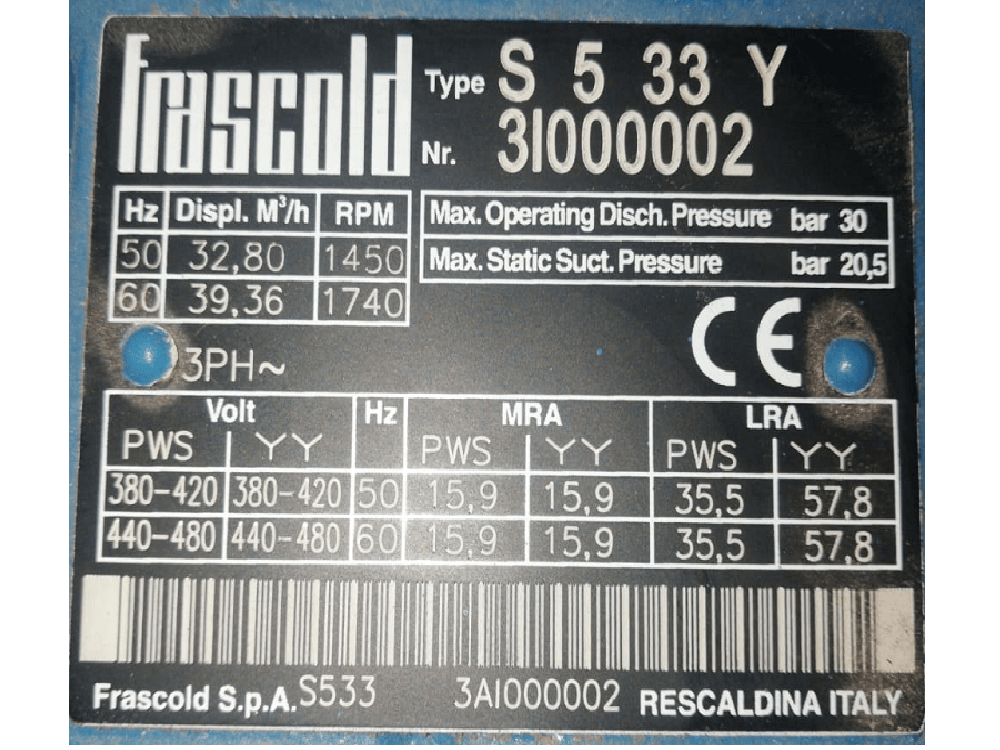 frascold
Type S 5 33 Y
Nr. 3I000002
Hz Displ. M³/h RPM
50 32,80 1450
60 39,36 1740
Max. Operating Disch. Pressure bar 30
Max. Static Suct. Pressure bar 20,5
CE
3PH~
Volt Hz MRA LRA
PWS YY PWS YY PWS YY
380-420 380-420 50 15,9 15,9 35,5 57,8
440-480 440-480 60 15,9 15,9 35,5 57,8
Frascold S.p.A. S533 3AI000002 RESCALDINA ITALY